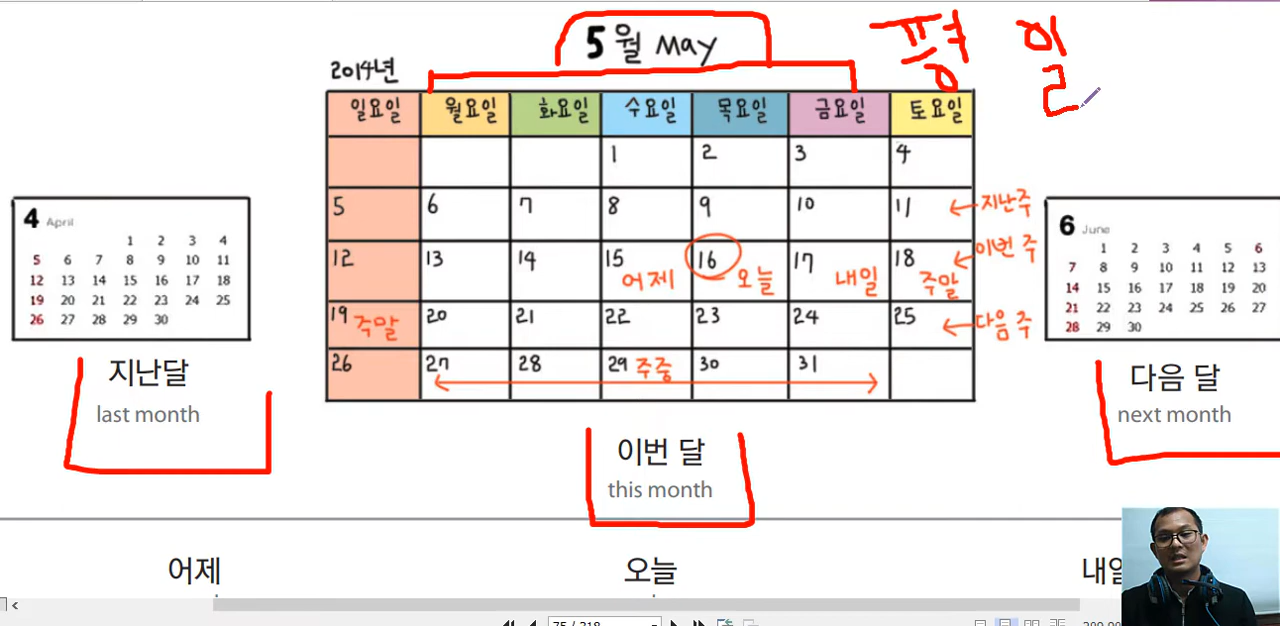 5월 May
평 일
2014년
일요일 월요일 화요일 수요일 목요일 금요일 토요일
1 2 3 4
5 6 7 8 9 10 11 ← 지난주
12 13 14 15 어제 16 오늘 17 내일 18 주말 ← 이번 주
19 주말 20 21 22 23 24 25 ← 다음 주
26 27 28 29 주중 30 31
4 April
1 2 3 4
5 6 7 8 9 10 11
12 13 14 15 16 17 18
19 20 21 22 23 24 25
26 27 28 29 30
지난달
last month
이번 달
this month
6 June
1 2 3 4 5 6
7 8 9 10 11 12 13
14 15 16 17 18 19 20
21 22 23 24 25 26 27
28 29 30
다음 달
next month
어제 오늘
75 / 218